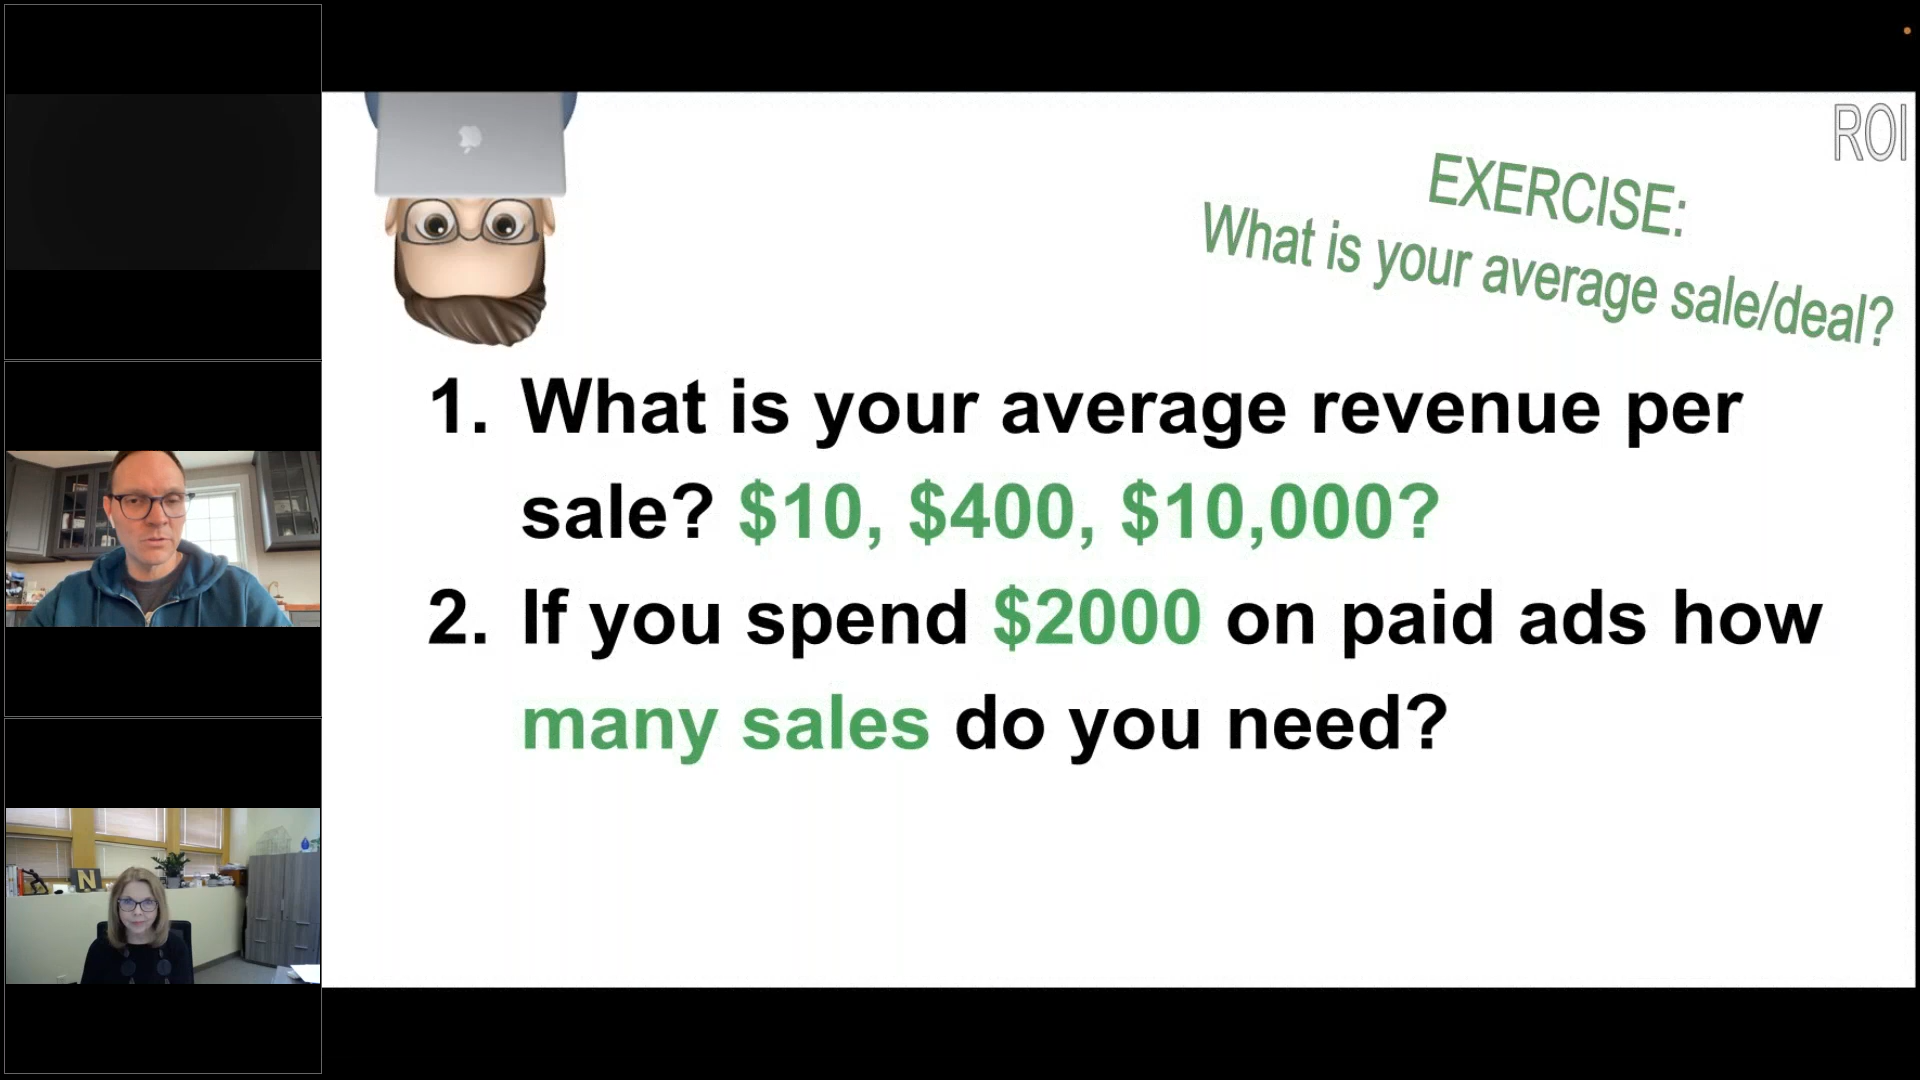 ROI
EXERCISE:
What is your average sale/deal?
1. What is your average revenue per
sale? $10, $400, $10,000?
2. If you spend $2000 on paid ads how
many sales do you need?
N